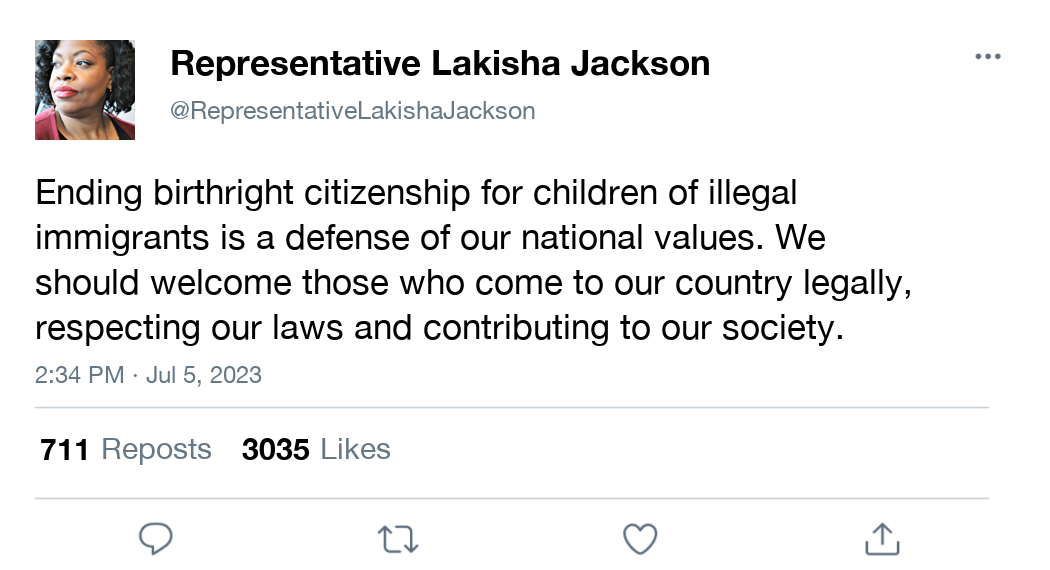 Representative Lakisha Jackson
@RepresentativeLakishaJackson
Ending birthright citizenship for children of illegal
immigrants is a defense of our national values. We
should welcome those who come to our country legally,
respecting our laws and contributing to our society.
2:34 PM · Jul 5, 2023
711 Reposts 3035 Likes